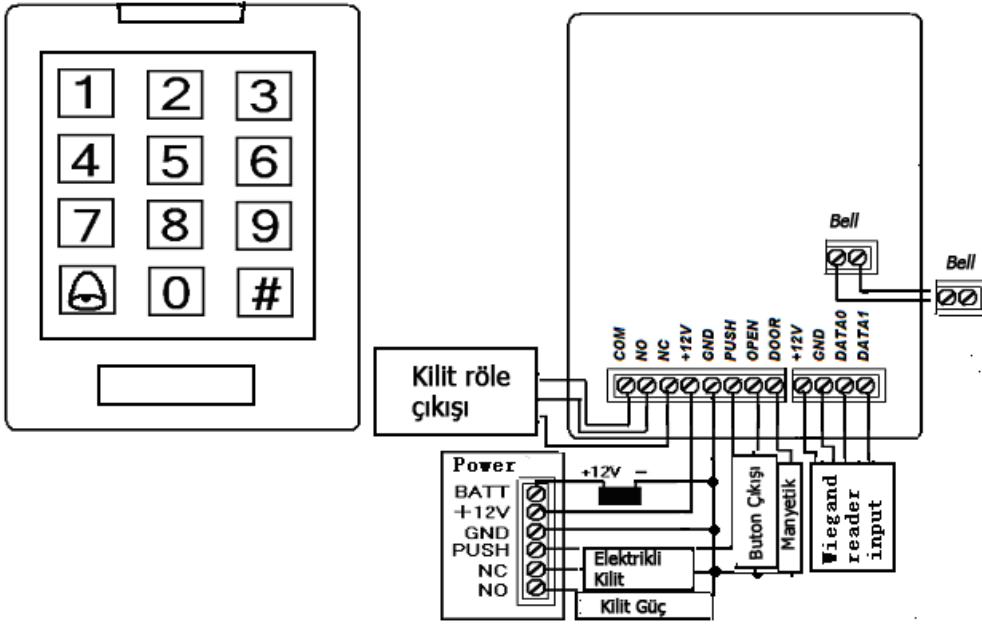 1 2 3
4 5 6
7 8 9
0 #
Bell
Bell
COM NO NC +12V GND PUSH OPEN DOOR +12V GND DATA0 DATA1
Kilit röle
çıkışı
Power
BATT
+12V
GND
PUSH
NC
NO
+12V −
Elektrikli
Kilit
Kilit Güç
Buton Çıkışı
Manyetik
Wiegand
reader
input